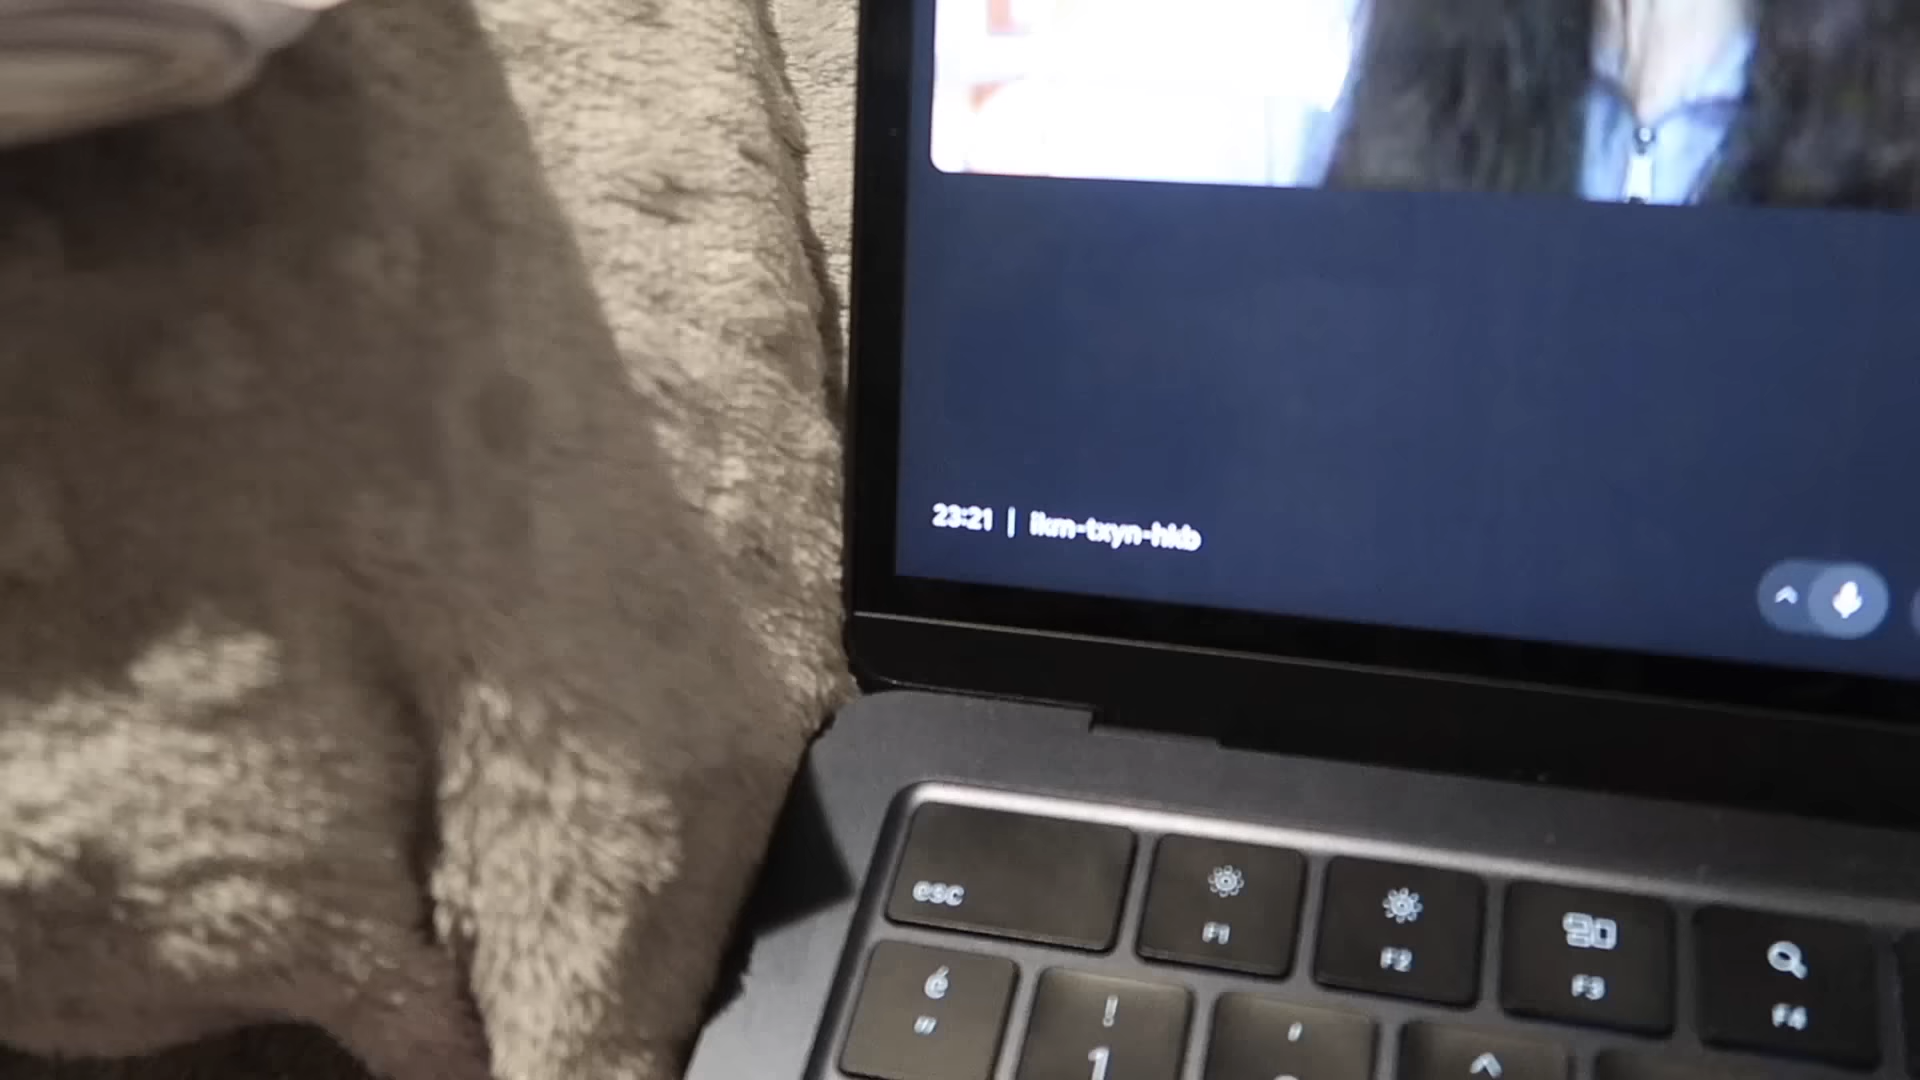 23:21 | ikm-txyn-hkb
esc
F1
F2
F3
F4
é
"
!
1
'
^